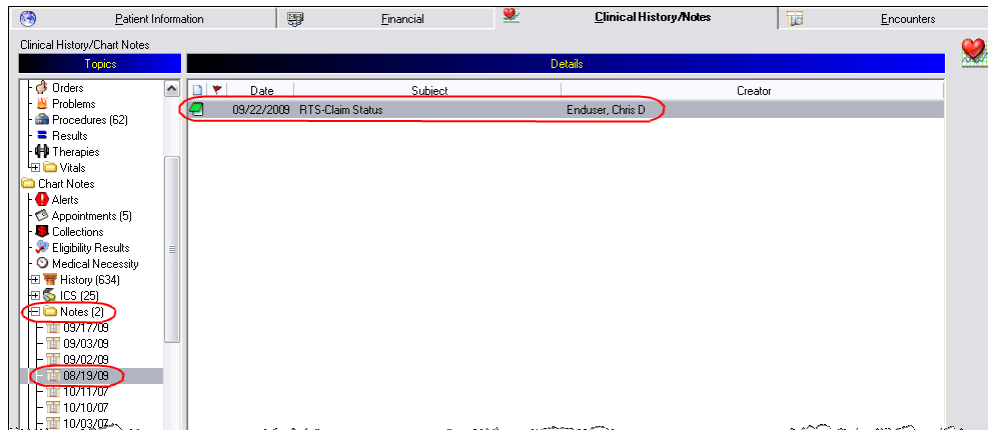 Patient Information
Financial
Clinical History/Notes
Encounters
Clinical History/Chart Notes
Topics
Details
Orders
Problems
Procedures (62)
Results
Therapies
Vitals
Chart Notes
Alerts
Appointments (5)
Collections
Eligibility Results
Medical Necessity
History (634)
ICS (25)
Notes (2)
09/17/09
09/03/09
09/02/09
08/19/09
10/11/07
10/10/07
10/03/07
Date Subject Creator
09/22/2009 RTS-Claim Status Enduser, Chris D